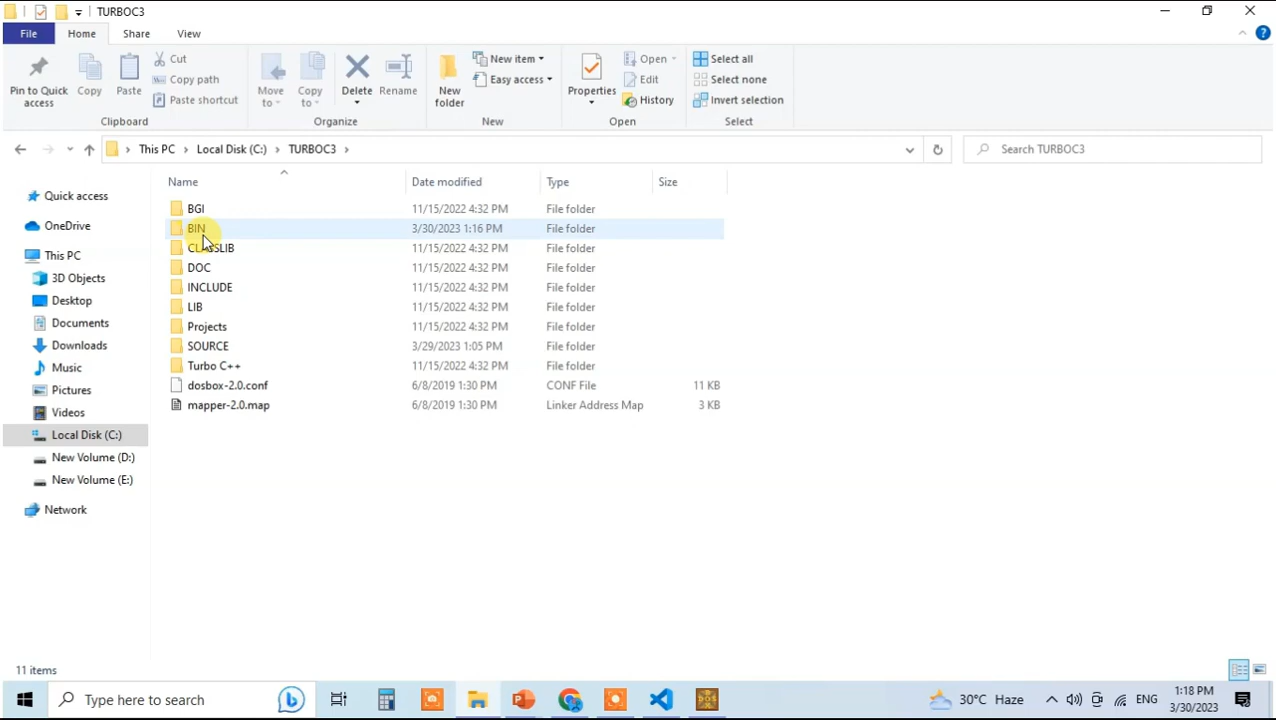 TURBOC3
File Home Share View
Pin to Quick access
Copy
Paste
Cut
Copy path
Paste shortcut
Clipboard
Move to
Copy to
Delete
Rename
Organize
New folder
New item
Easy access
New
Properties
Open
Edit
History
Open
Select all
Select none
Invert selection
Select
This PC > Local Disk (C:) > TURBOC3 >
Search TURBOC3
Quick access
OneDrive
This PC
3D Objects
Desktop
Documents
Downloads
Music
Pictures
Videos
Local Disk (C:)
New Volume (D:)
New Volume (E:)
Network
Name Date modified Type Size
BGI 11/15/2022 4:32 PM File folder
BIN 3/30/2023 1:16 PM File folder
CLASSLIB 11/15/2022 4:32 PM File folder
DOC 11/15/2022 4:32 PM File folder
INCLUDE 11/15/2022 4:32 PM File folder
LIB 11/15/2022 4:32 PM File folder
Projects 11/15/2022 4:32 PM File folder
SOURCE 3/29/2023 1:05 PM File folder
Turbo C++ 11/15/2022 4:32 PM File folder
dosbox-2.0.conf 6/8/2019 1:30 PM CONF File 11 KB
mapper-2.0.map 6/8/2019 1:30 PM Linker Address Map 3 KB
11 items
Type here to search
30°C Haze
ENG
1:18 PM
3/30/2023